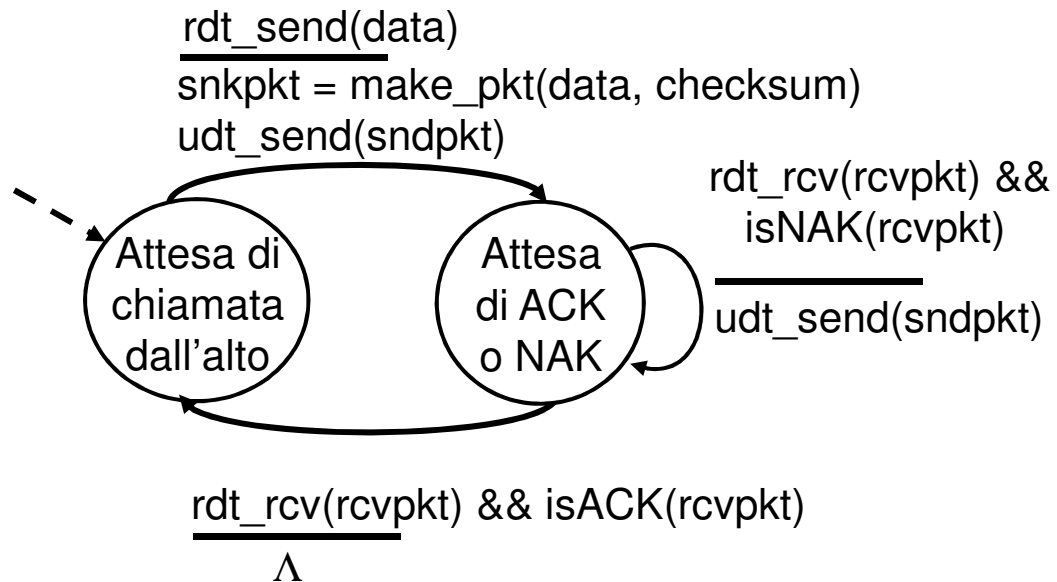 rdt_send(data)
snkpkt = make_pkt(data, checksum)
udt_send(sndpkt)
rdt_rcv(rcvpkt) &&
isNAK(rcvpkt)
udt_send(sndpkt)
Attesa di
chiamata
dall'alto
Attesa
di ACK
o NAK
rdt_rcv(rcvpkt) && isACK(rcvpkt)
Λ